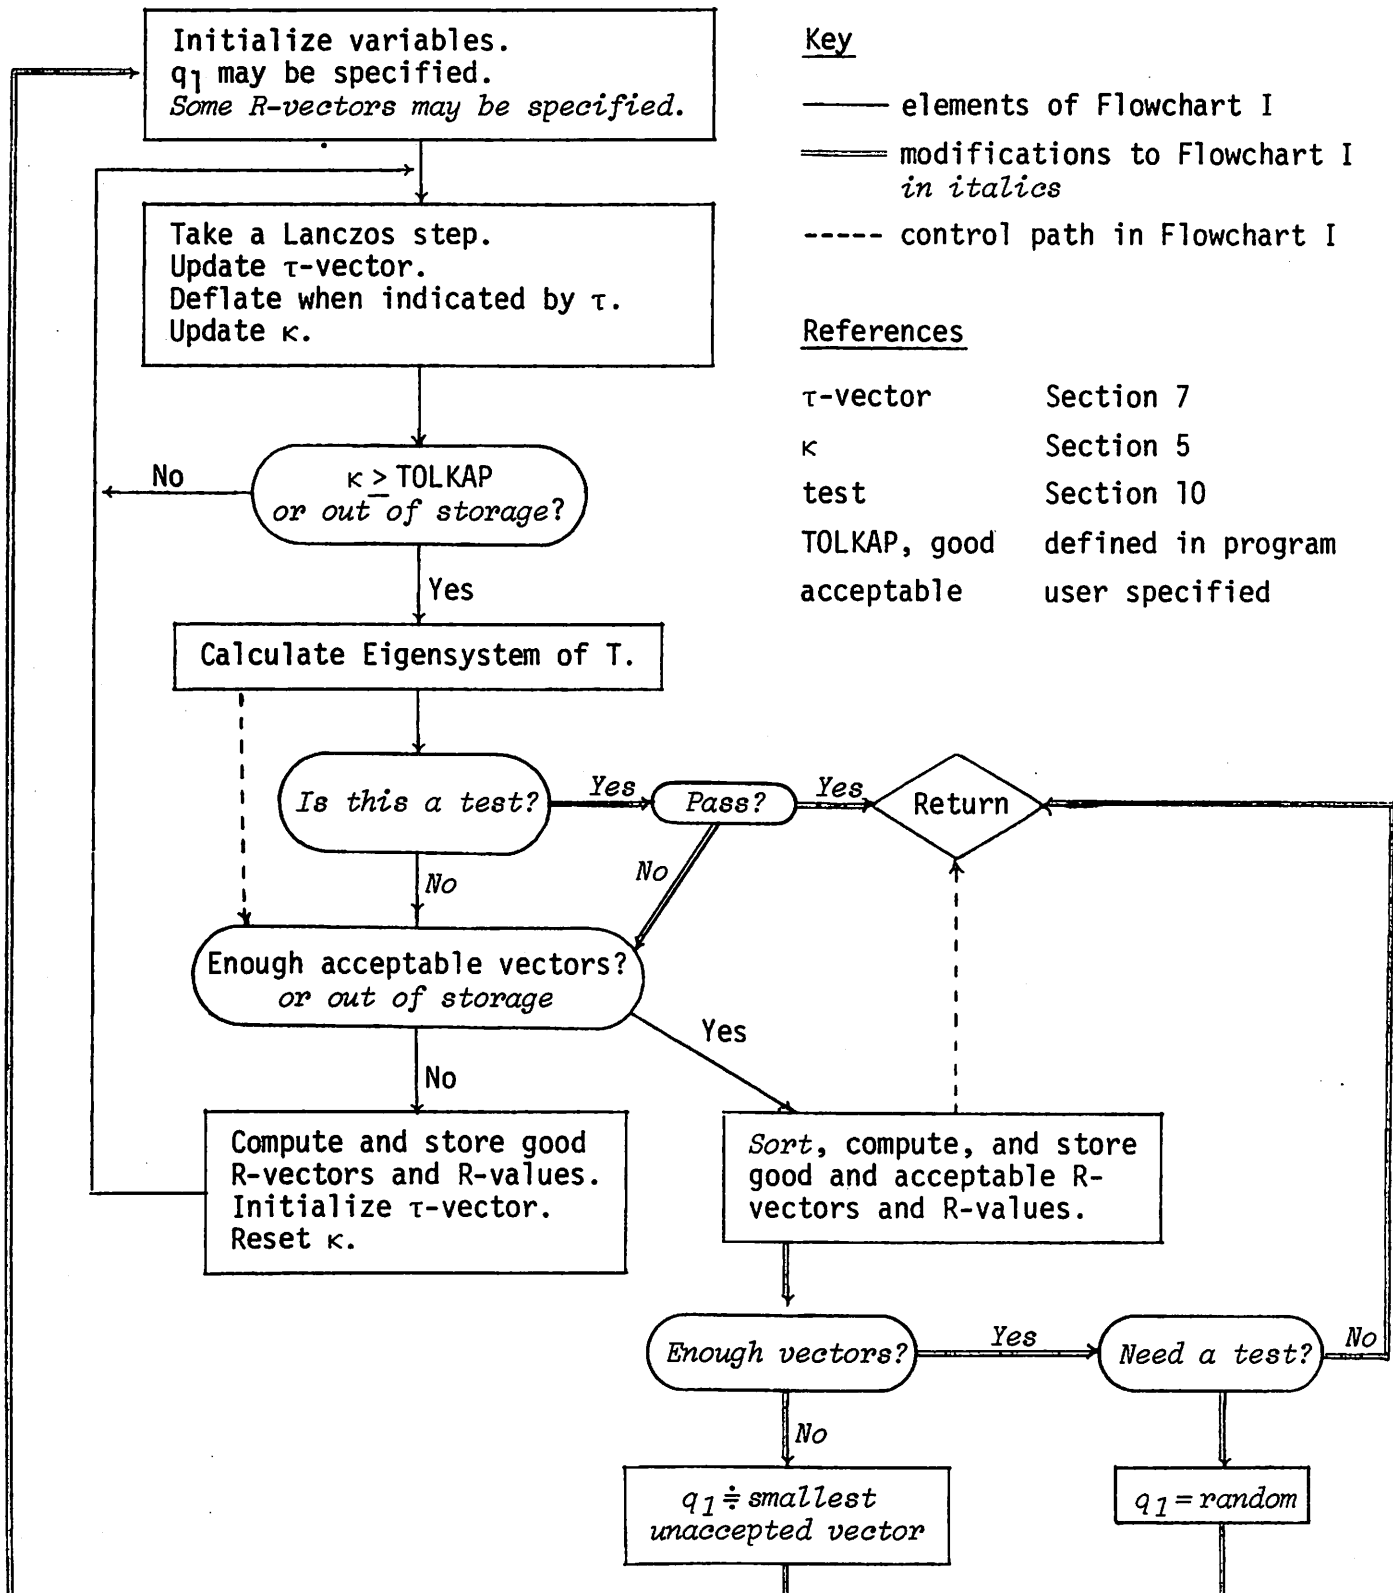 Initialize variables.
q1 may be specified.
Some R-vectors may be specified.
Key
elements of Flowchart I
modifications to Flowchart I
in italics
control path in Flowchart I
Take a Lanczos step.
Update τ-vector.
Deflate when indicated by τ.
Update κ.
References
τ-vector Section 7
κ Section 5
test Section 10
TOLKAP, good defined in program
acceptable user specified
No
κ ≥ TOLKAP
or out of storage?
Yes
Calculate Eigensystem of T.
Is this a test?
Yes
Pass?
Yes
Return
No
No
Enough acceptable vectors?
or out of storage
Yes
No
Compute and store good
R-vectors and R-values.
Initialize τ-vector.
Reset κ.
Sort, compute, and store
good and acceptable R-
vectors and R-values.
Enough vectors?
Yes
Need a test?
No
No
q1 ≑ smallest
unaccepted vector
q1 = random